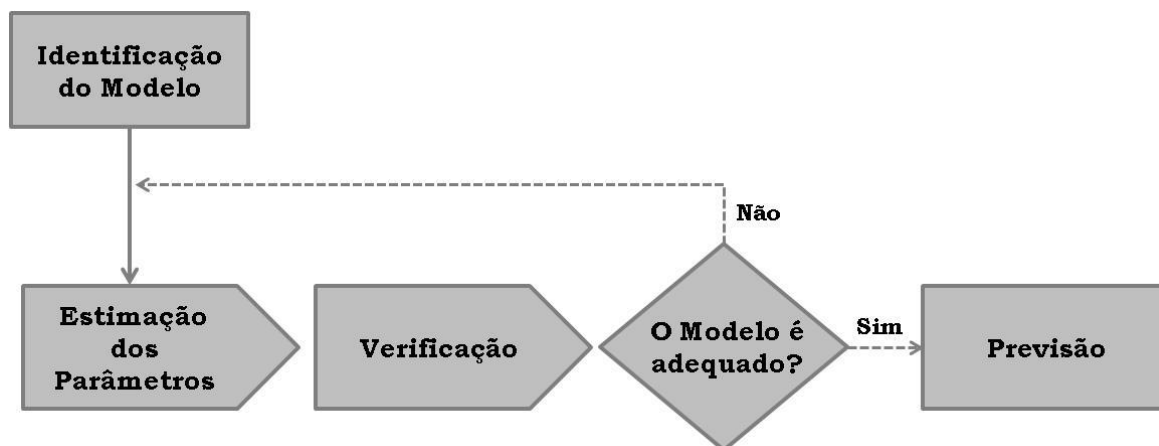 Identificação
do Modelo
Não
Estimação
dos
Parâmetros
Verificação
O Modelo é
adequado?
Sim
Previsão